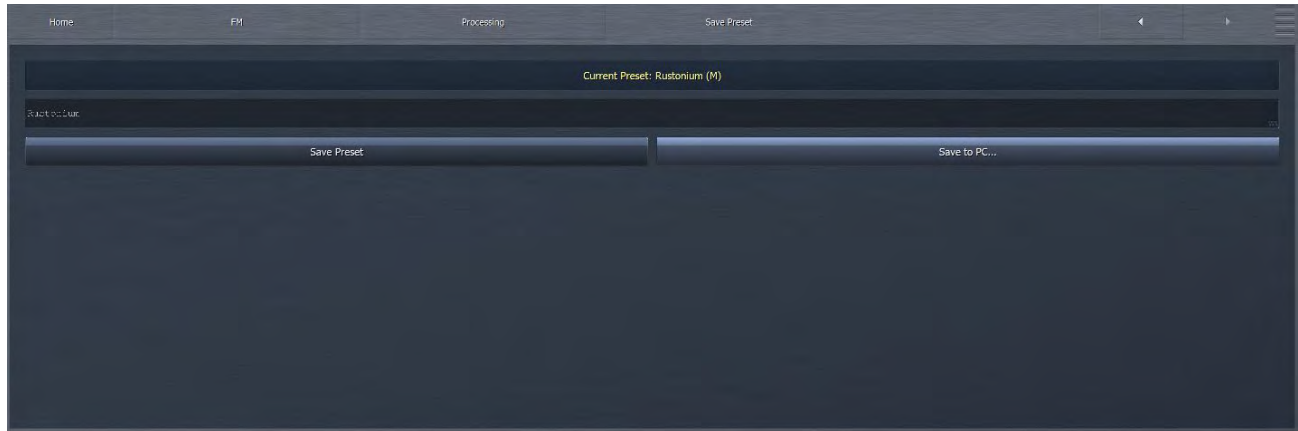 Home FM Processing Save Preset
Current Preset: Rustonium (M)
Rustonium
Save Preset Save to PC...